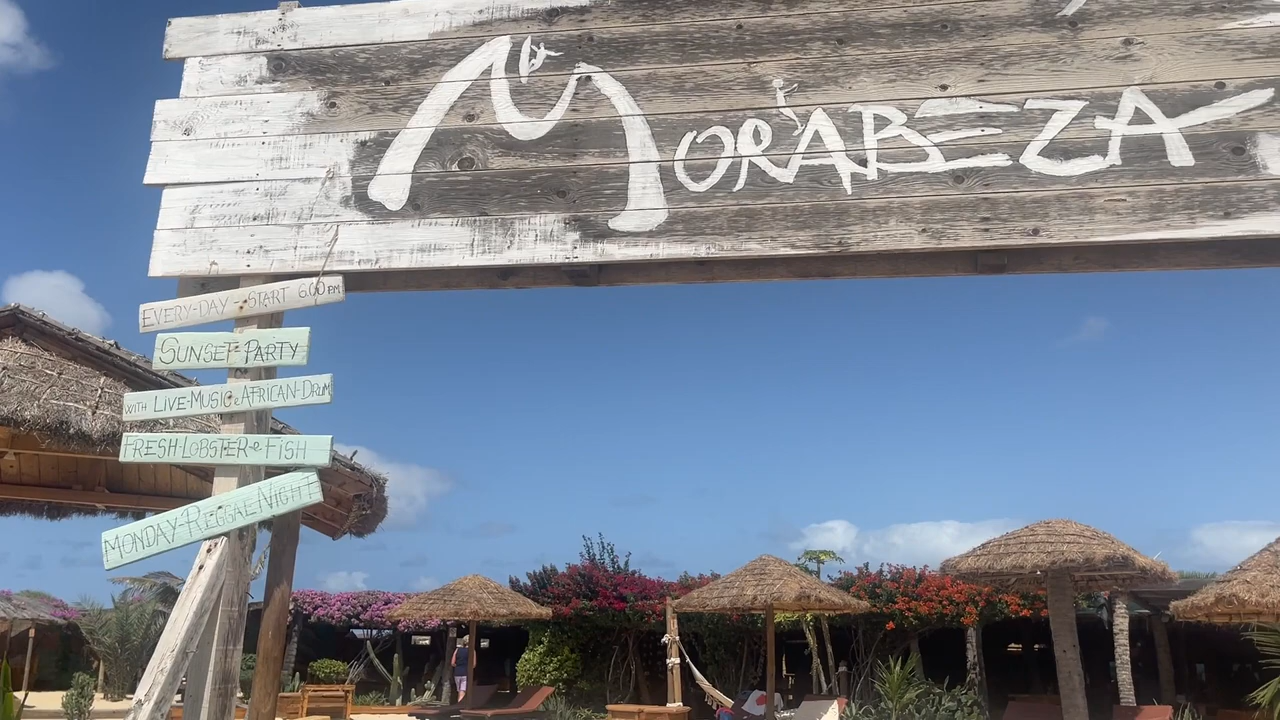 MORABEZA
EVERY-DAY - START 6.00 PM
SUNSET-PARTY
WITH LIVE-MUSIC e AFRICAN-DRUM
FRESH-LOBSTER e FISH
MONDAY-REGGAE NIGHT